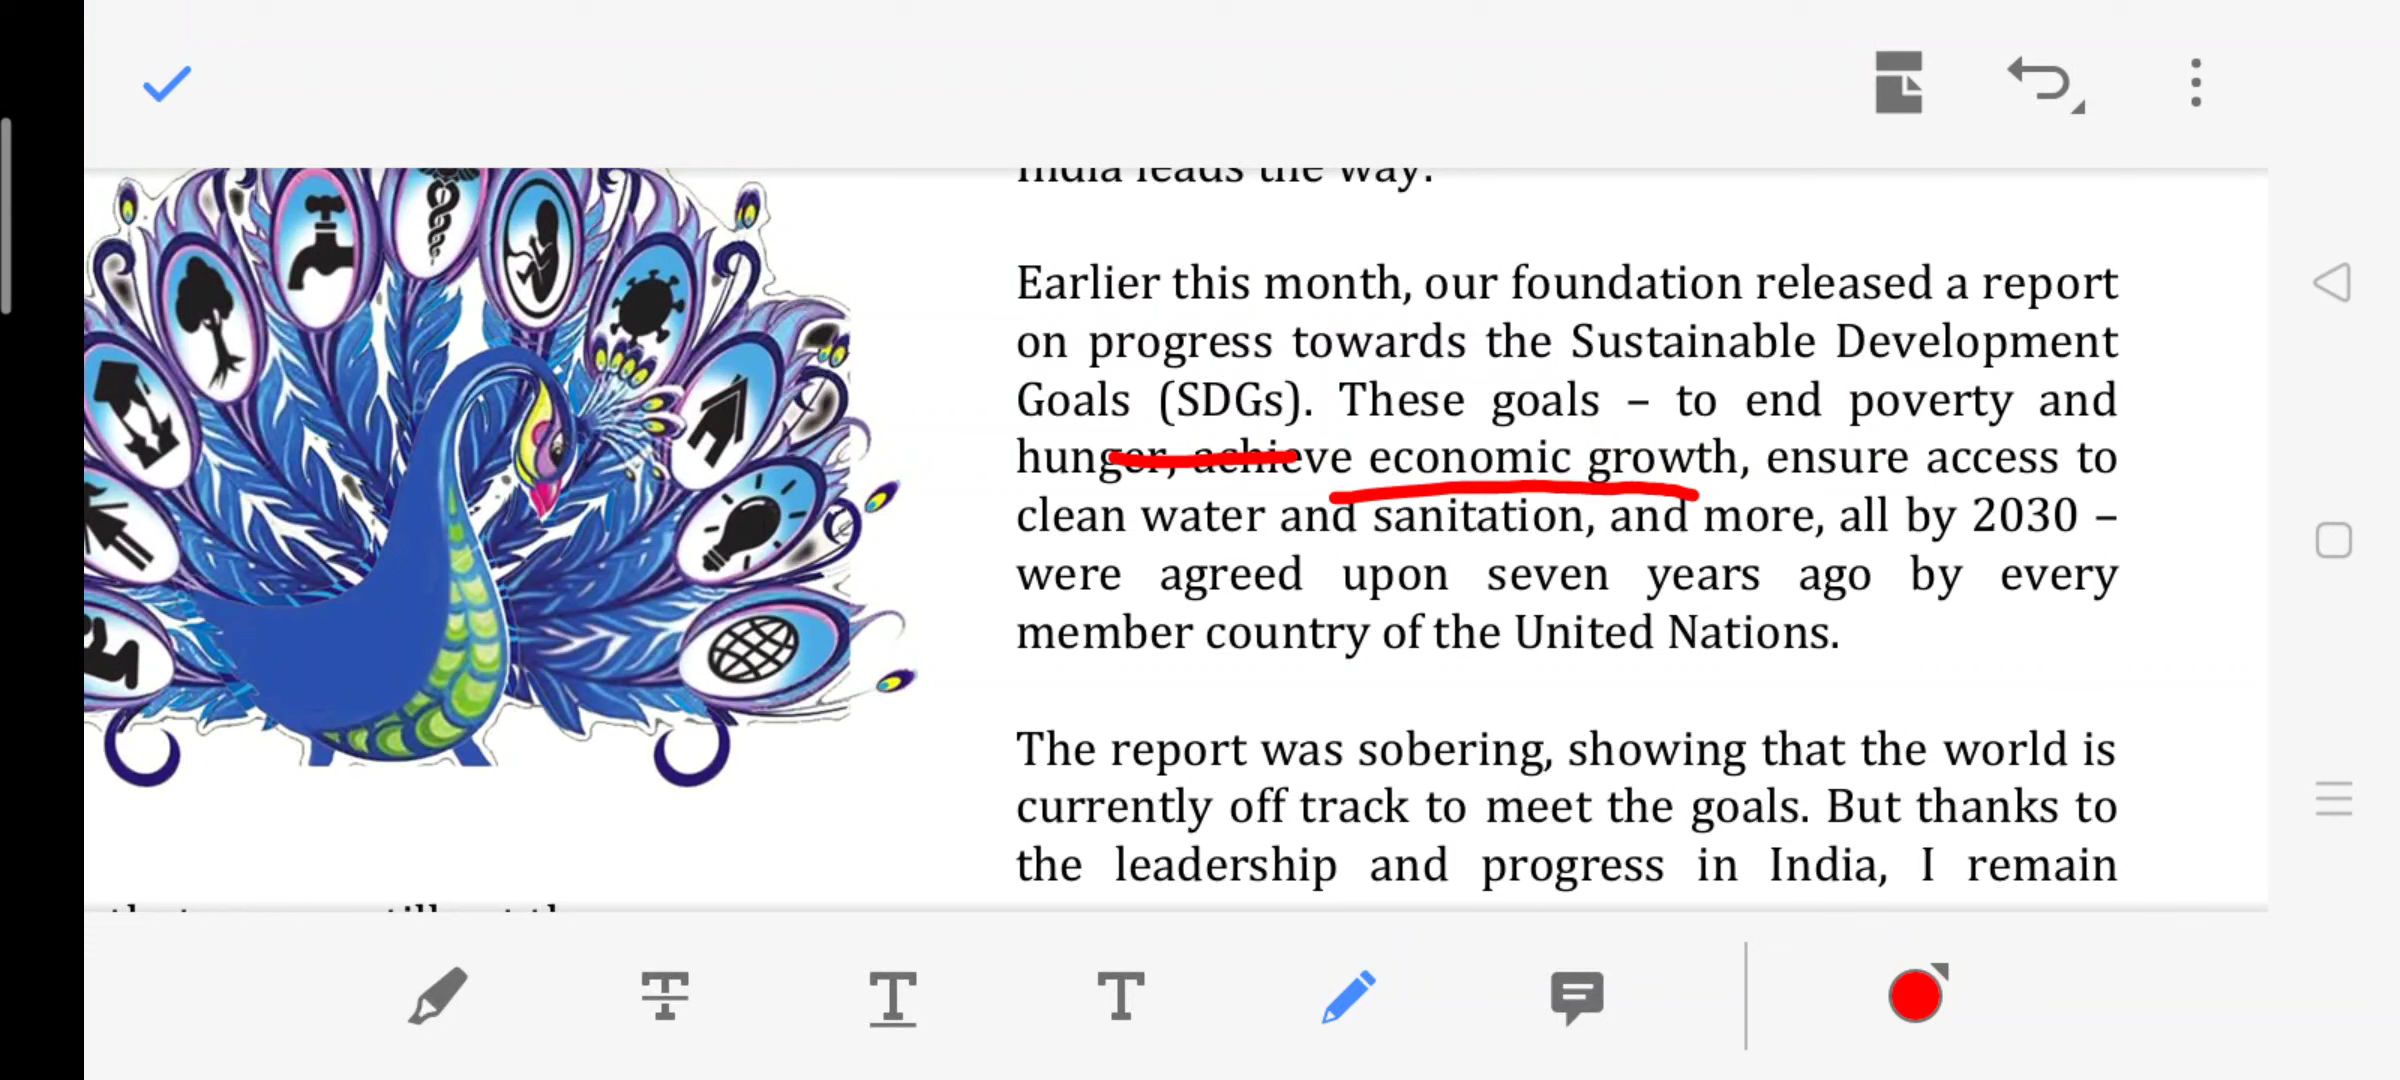 India leads the way.
Earlier this month, our foundation released a report
on progress towards the Sustainable Development
Goals (SDGs). These goals – to end poverty and
hunger, achieve economic growth, ensure access to
clean water and sanitation, and more, all by 2030 –
were agreed upon seven years ago by every
member country of the United Nations.
The report was sobering, showing that the world is
currently off track to meet the goals. But thanks to
the leadership and progress in India, I remain